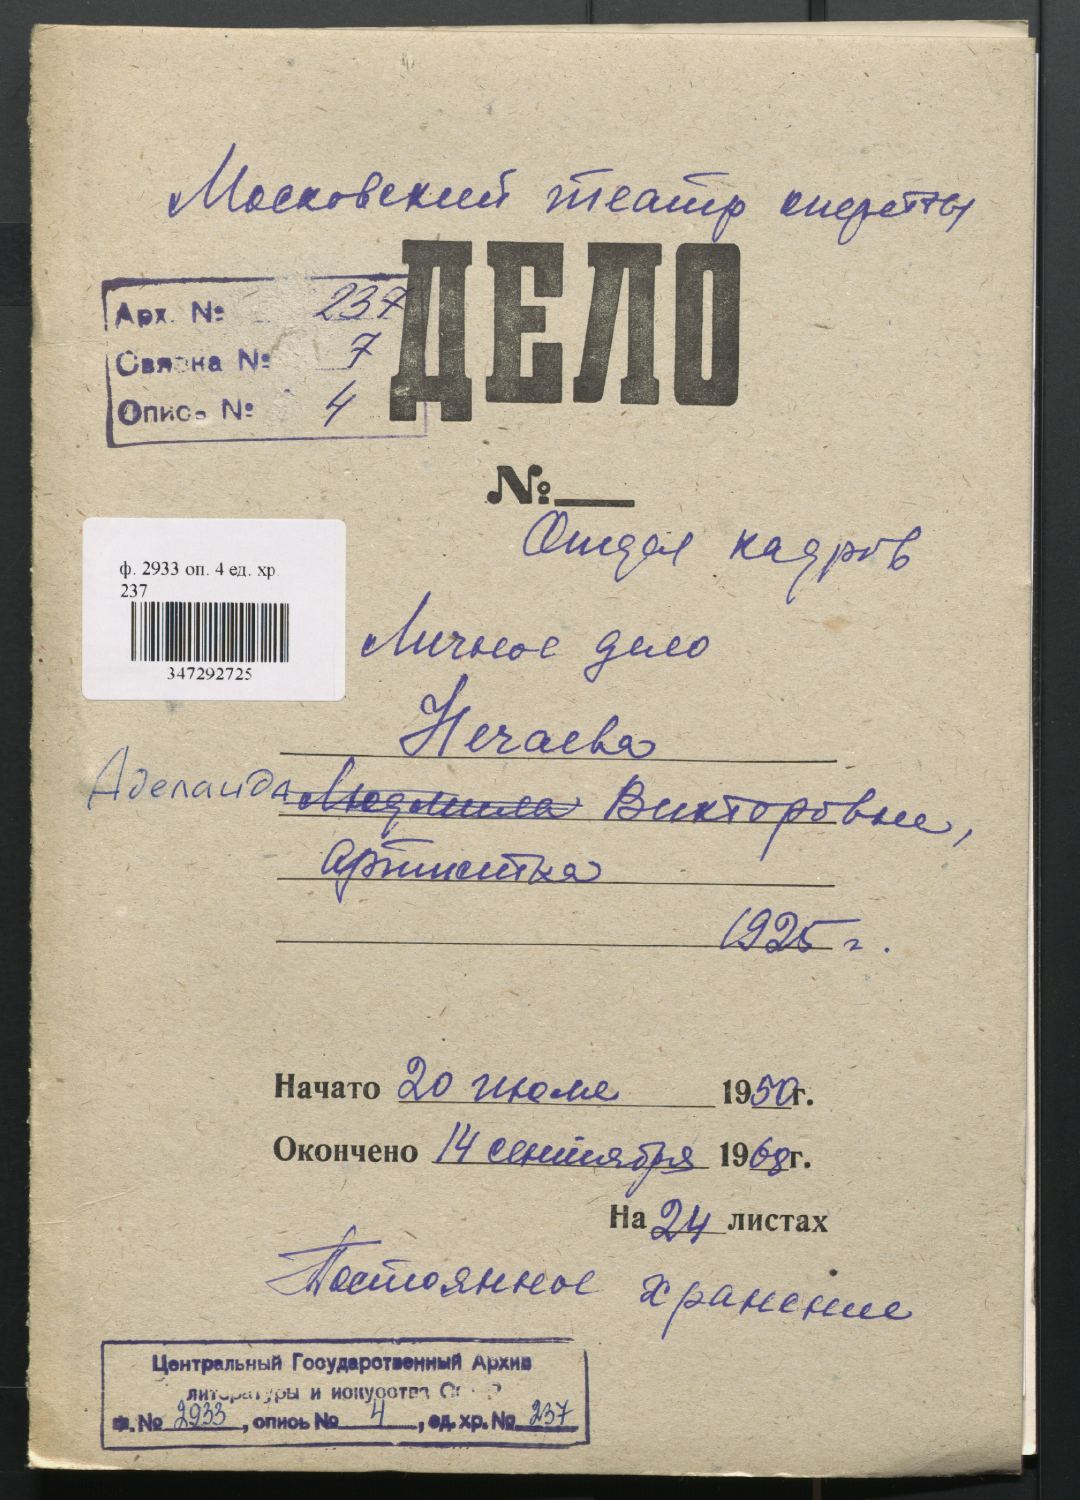 Московский театр оперетты
ДЕЛО
Арх. № 237
Связка № 7
Опись № 4
№
Отдел кадров
ф. 2933 оп. 4 ед. хр
237
347292725
Личное дело
Нечаева
Аделаида Людмила Викторовне,
артистка
1925 г.
Начато 20 июля 1950 г.
Окончено 14 сентября 1968 г.
На 24 листах
Постоянное хранение
Центральный Государственный Архив
литературы и искусства СССР
ф. № 2933, опись № 4, ед. хр. № 237